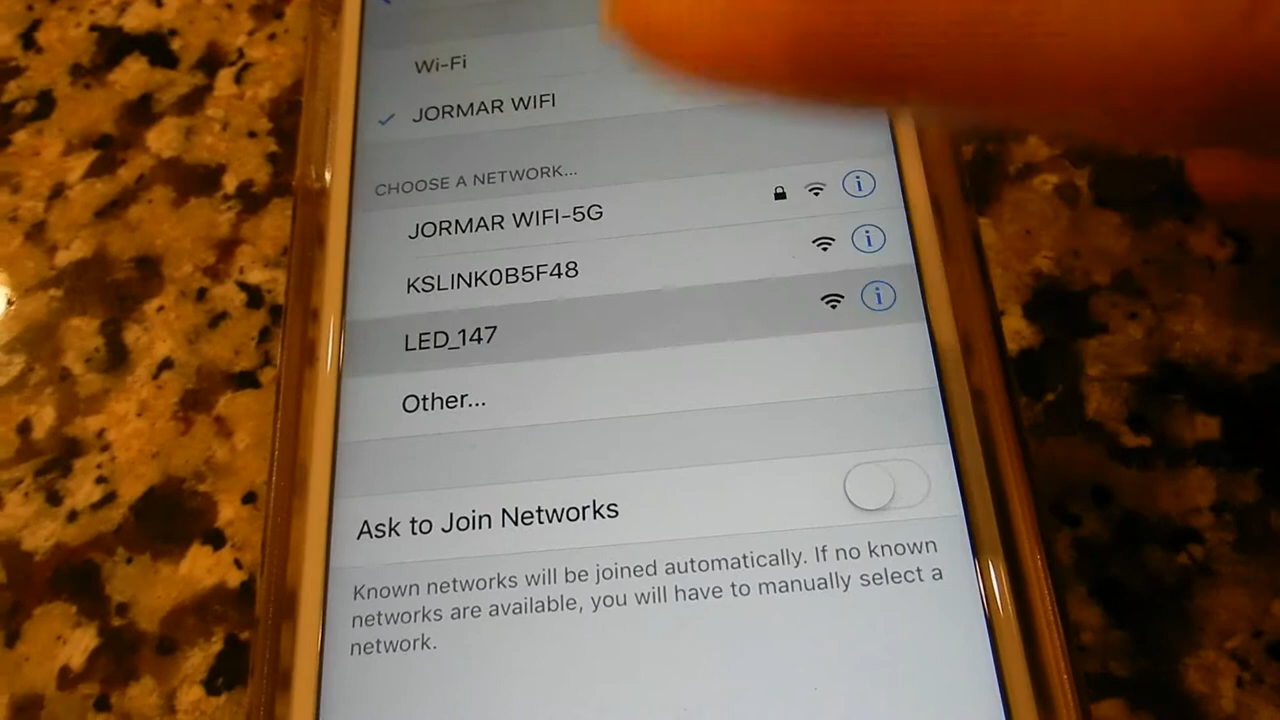 Wi-Fi
JORMAR WIFI
CHOOSE A NETWORK...
JORMAR WIFI-5G
KSLINK0B5F48
LED_147
Other...
Ask to Join Networks
Known networks will be joined automatically. If no known
networks are available, you will have to manually select a
network.